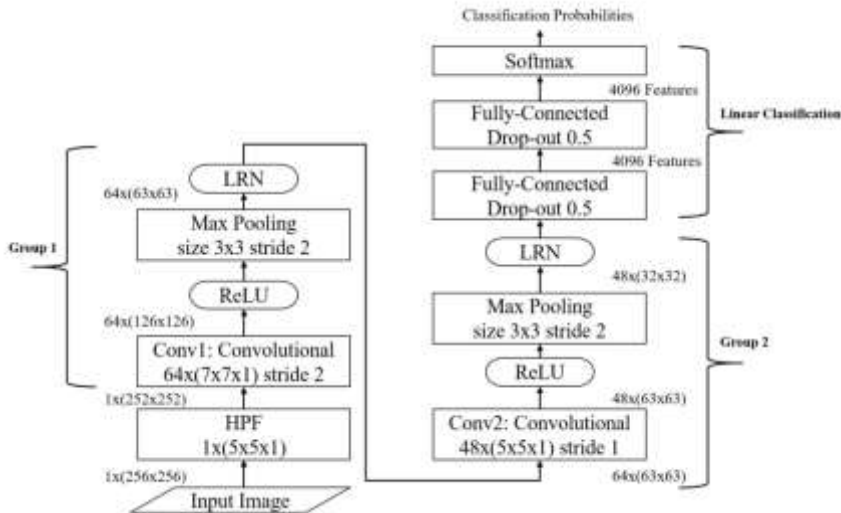 Classification Probabilities
Softmax
4096 Features
Fully-Connected
Drop-out 0.5
Linear Classification
4096 Features
Fully-Connected
Drop-out 0.5
LRN
48x(32x32)
Max Pooling
size 3x3 stride 2
Group 2
ReLU
48x(63x63)
Conv2: Convolutional
48x(5x5x1) stride 1
64x(63x63)
LRN
64x(63x63)
Max Pooling
size 3x3 stride 2
Group 1
ReLU
64x(126x126)
Conv1: Convolutional
64x(7x7x1) stride 2
1x(252x252)
HPF
1x(5x5x1)
1x(256x256)
Input Image